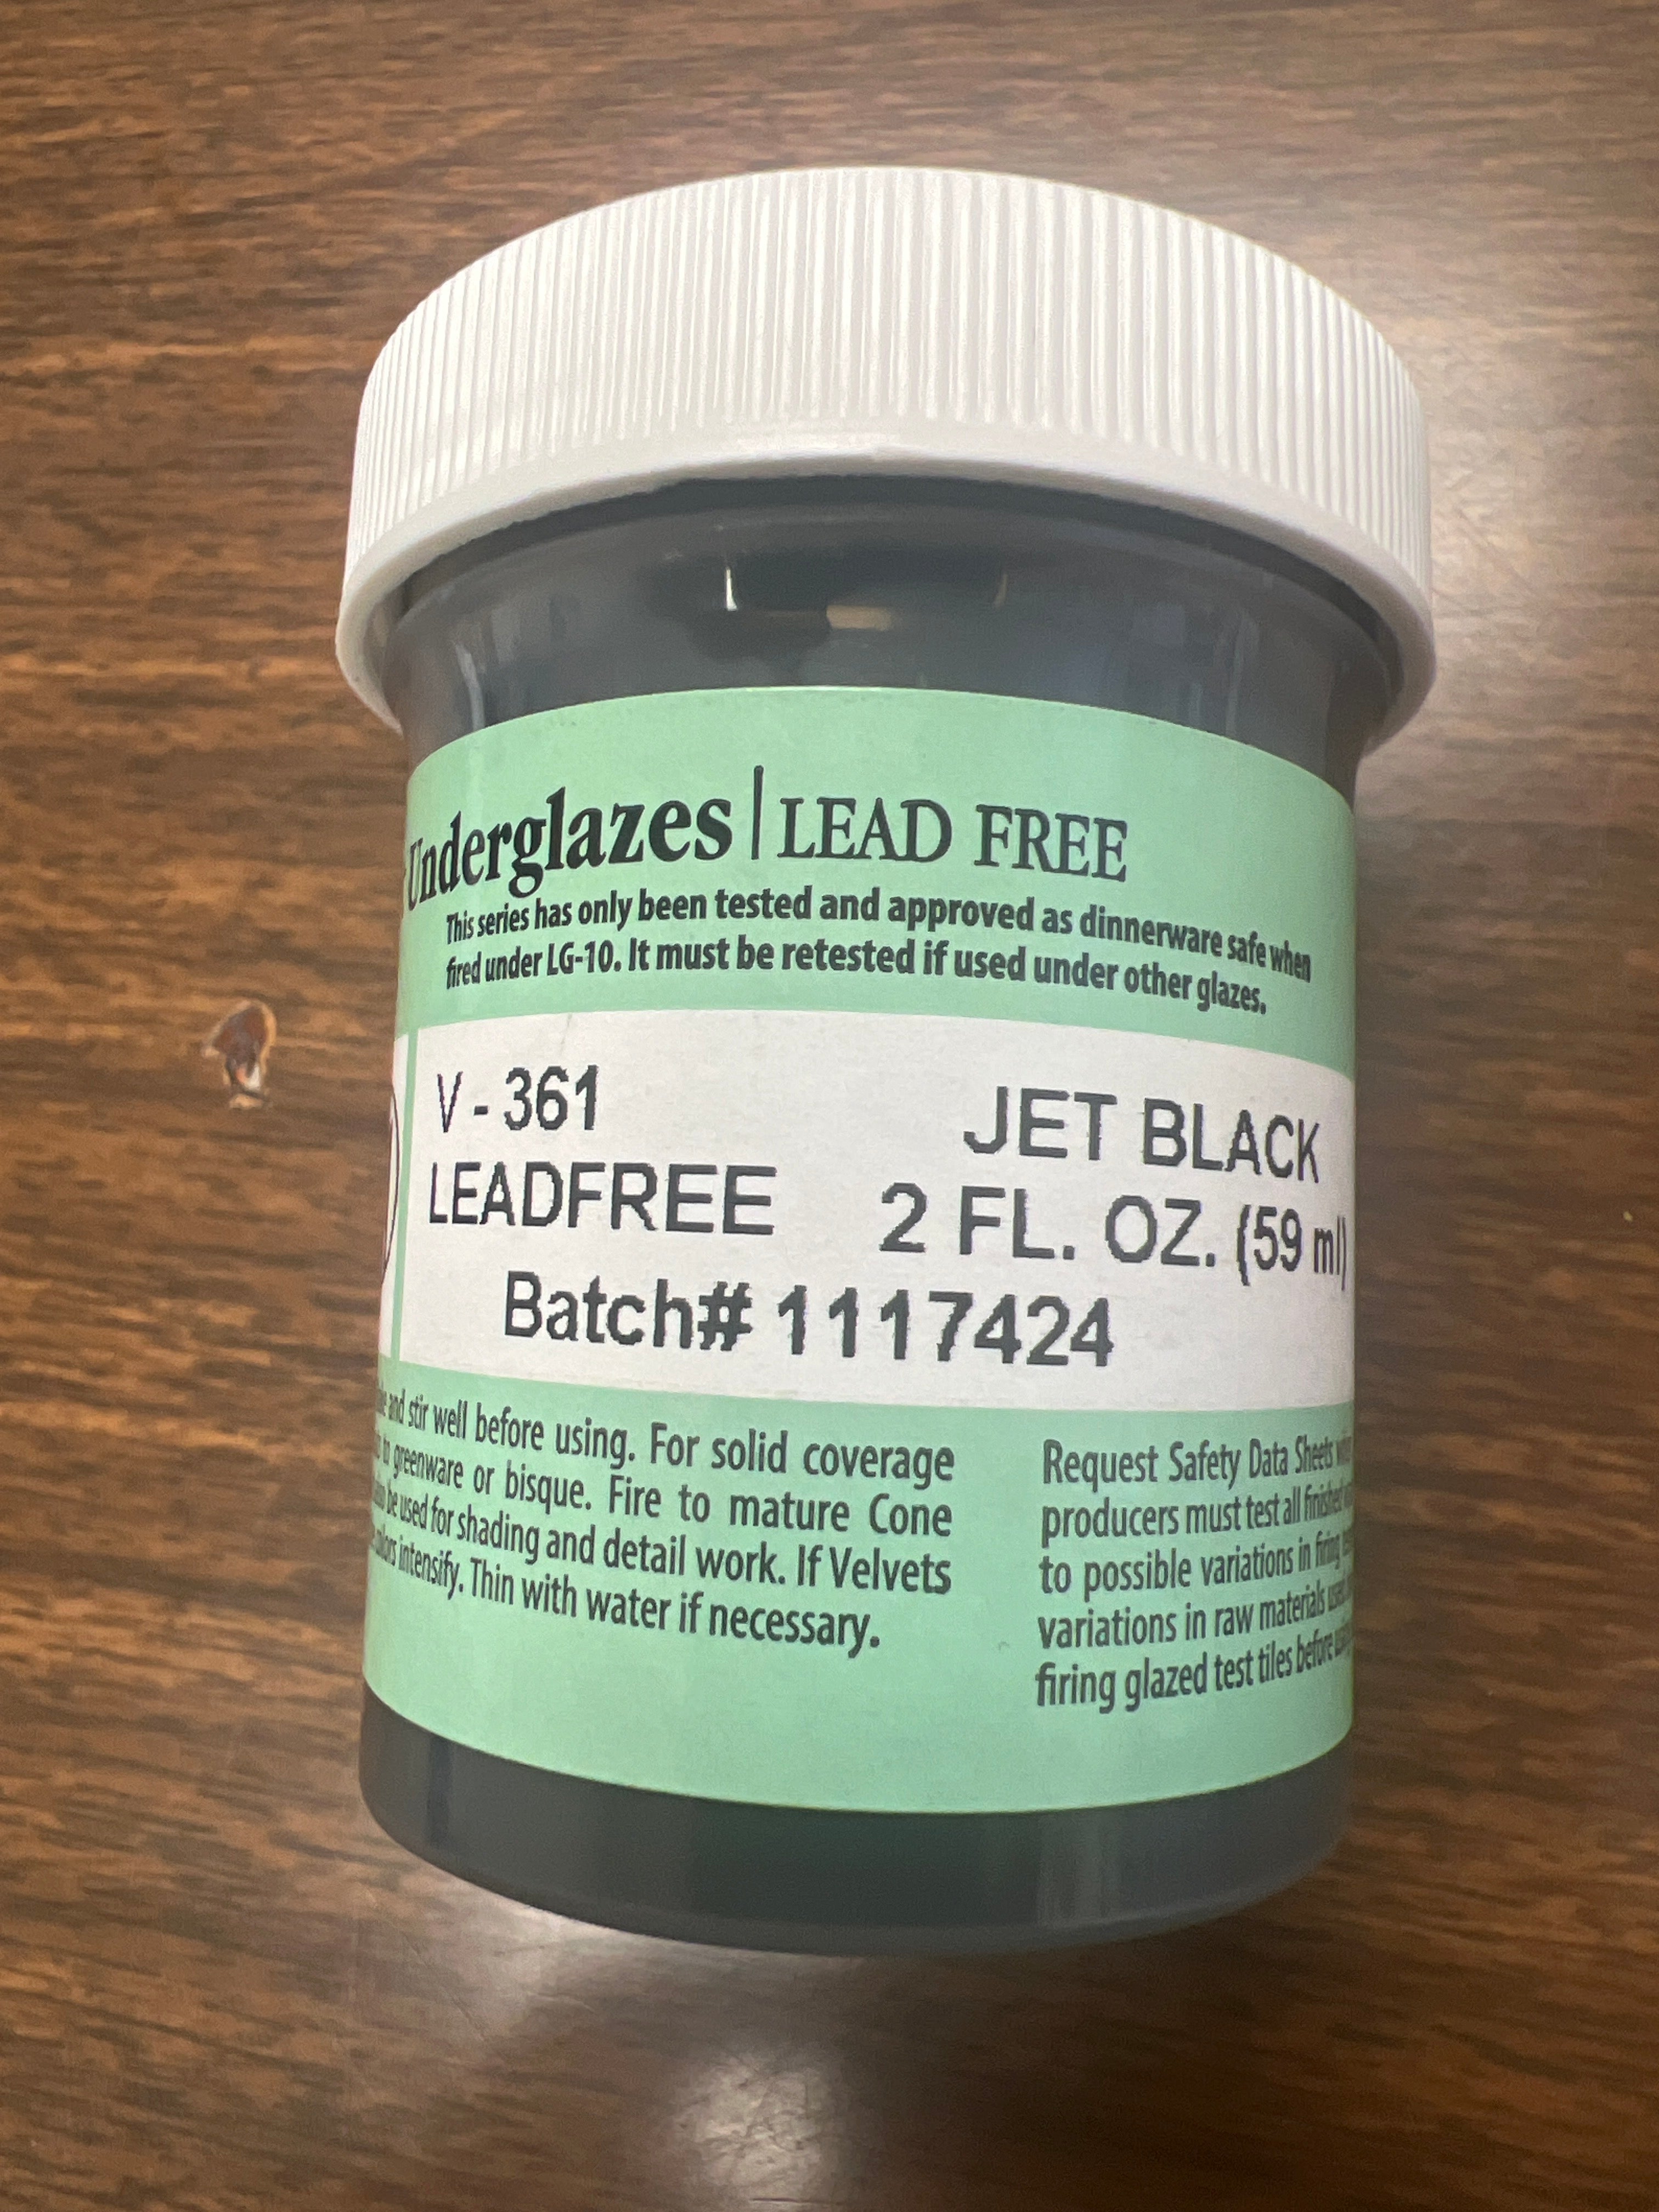 Underglazes | LEAD FREE
This series has only been tested and approved as dinnerware safe when
fired under LG-10. It must be retested if used under other glazes.
V - 361 JET BLACK
LEADFREE 2 FL. OZ. (59 ml)
Batch# 1117424
and stir well before using. For solid coverage
to greenware or bisque. Fire to mature Cone
be used for shading and detail work. If Velvets
colors intensify. Thin with water if necessary.
Request Safety Data Sheets
producers must test all finished
to possible variations in firing
variations in raw materials
firing glazed test tiles before